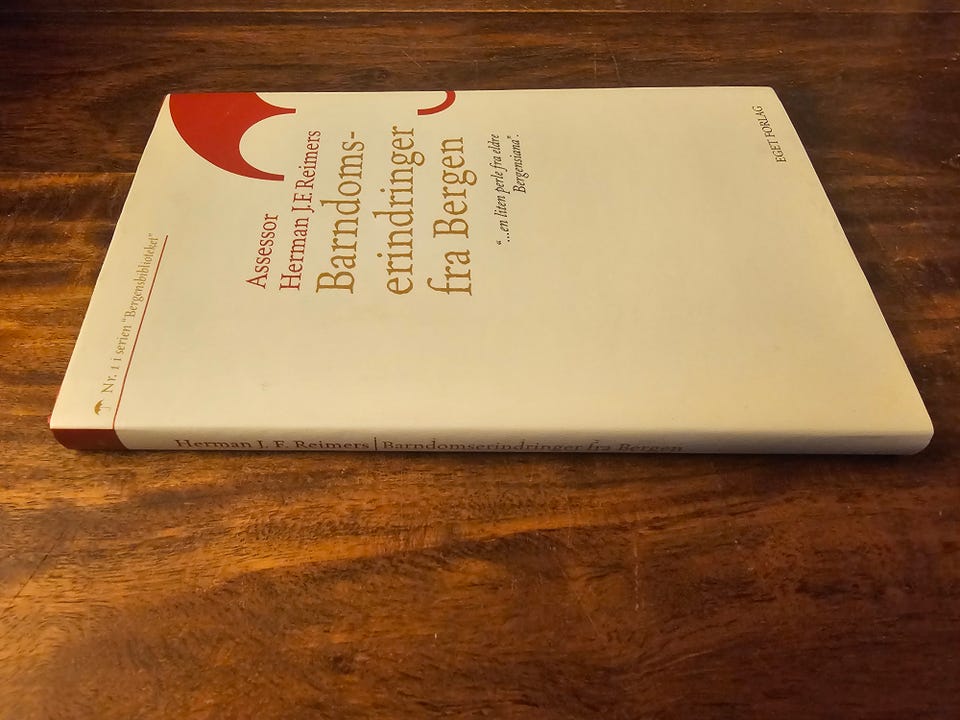 Nr. 1 i serien "Bergensbiblioteket"
Assessor
Herman J.F. Reimers
Barndoms-
erindringer
fra Bergen
"...en liten perle fra eldre
Bergensiana".
EGET FORLAG
Herman J. F. Reimers | Barndomserindringer fra Bergen